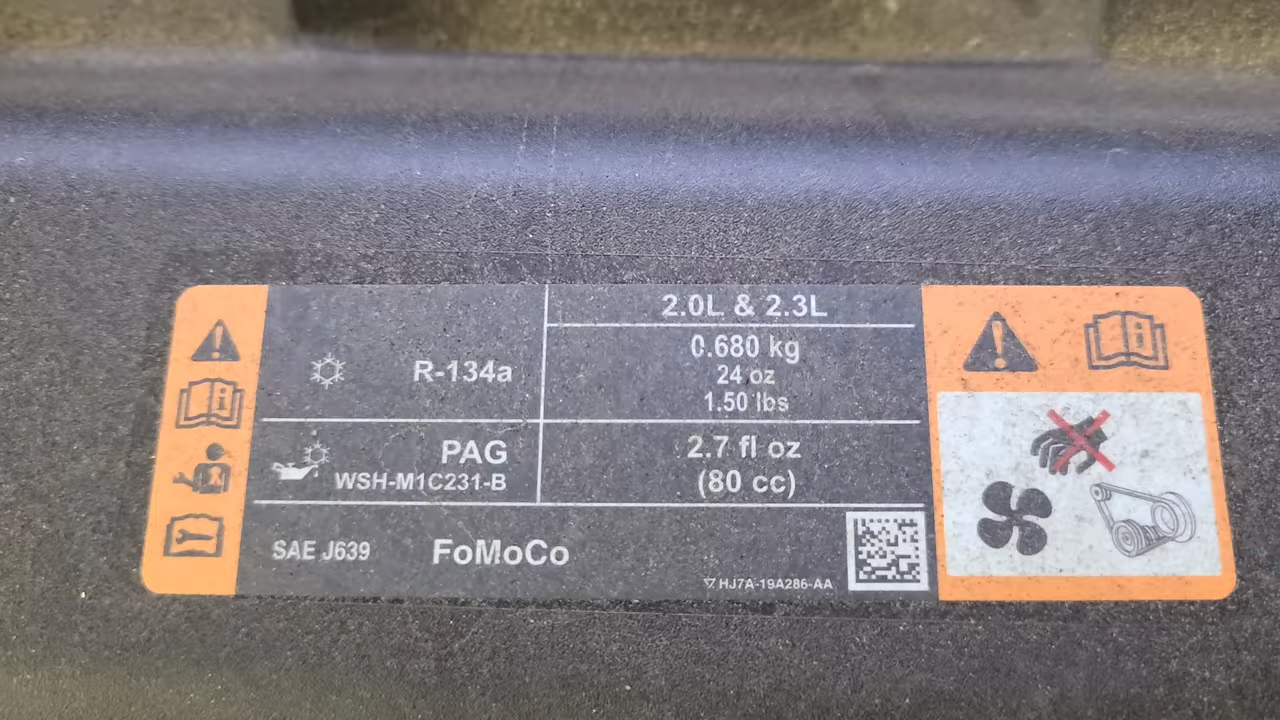 2.0L & 2.3L
R-134a
0.680 kg
24 oz
1.50 lbs
PAG
WSH-M1C231-B
2.7 fl oz
(80 cc)
SAE J639
FoMoCo
HJ7A-19A286-AA